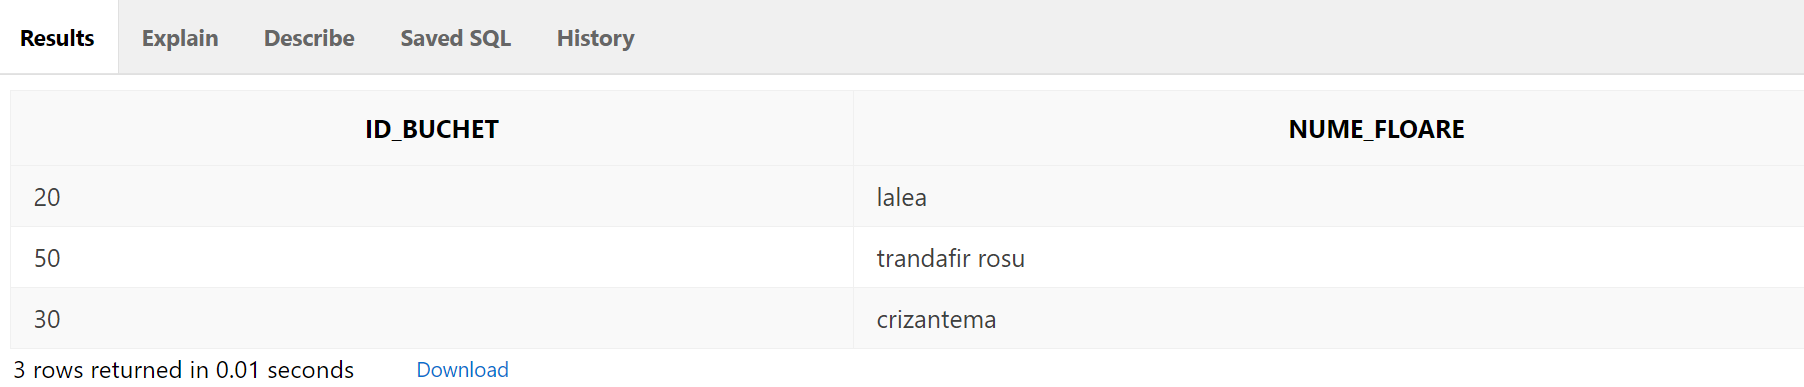 Results Explain Describe Saved SQL History
ID_BUCHET NUME_FLOARE
20 lalea
50 trandafir rosu
30 crizantema
3 rows returned in 0.01 seconds Download